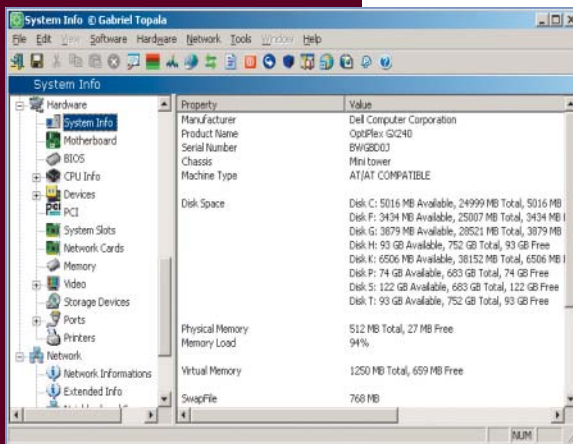 System Info © Gabriel Topala
File Edit View Software Hardware Network Tools Window Help
System Info
Hardware
System Info
Motherboard
BIOS
CPU Info
Devices
PCI
System Slots
Network Cards
Memory
Video
Storage Devices
Ports
Printers
Network
Network Informations
Extended Info
Property Value
Manufacturer Dell Computer Corporation
Product Name OptiPlex GX240
Serial Number BWGBD0J
Chassis Mini tower
Machine Type AT/AT COMPATIBLE
Disk Space Disk C: 5016 MB Available, 24999 MB Total, 5016 MB
Disk F: 3434 MB Available, 25007 MB Total, 3434 MB
Disk G: 3879 MB Available, 28521 MB Total, 3879 MB
Disk H: 93 GB Available, 752 GB Total, 93 GB Free
Disk K: 6506 MB Available, 38152 MB Total, 6506 MB
Disk P: 74 GB Available, 683 GB Total, 74 GB Free
Disk S: 122 GB Available, 683 GB Total, 122 GB Free
Disk T: 93 GB Available, 752 GB Total, 93 GB Free
Physical Memory 512 MB Total, 27 MB Free
Memory Load 94%
Virtual Memory 1250 MB Total, 659 MB Free
SwapFile 768 MB
NUM